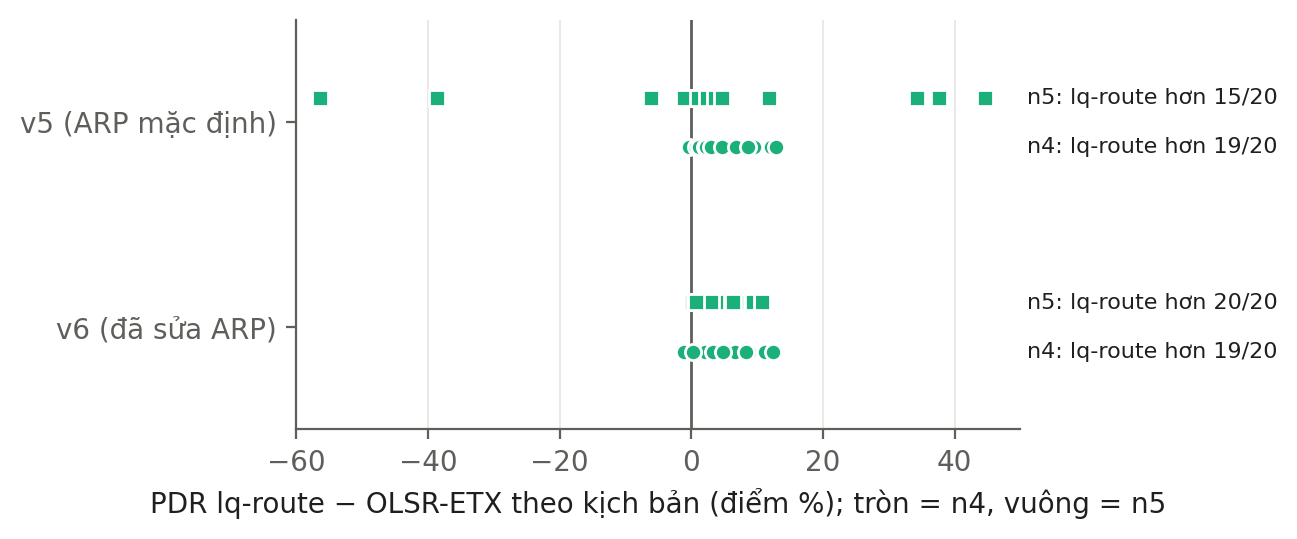 n5: lq-route hơn 15/20
v5 (ARP mặc định)
n4: lq-route hơn 19/20
n5: lq-route hơn 20/20
v6 (đã sửa ARP)
n4: lq-route hơn 19/20
−60 −40 −20 0 20 40
PDR lq-route − OLSR-ETX theo kịch bản (điểm %); tròn = n4, vuông = n5